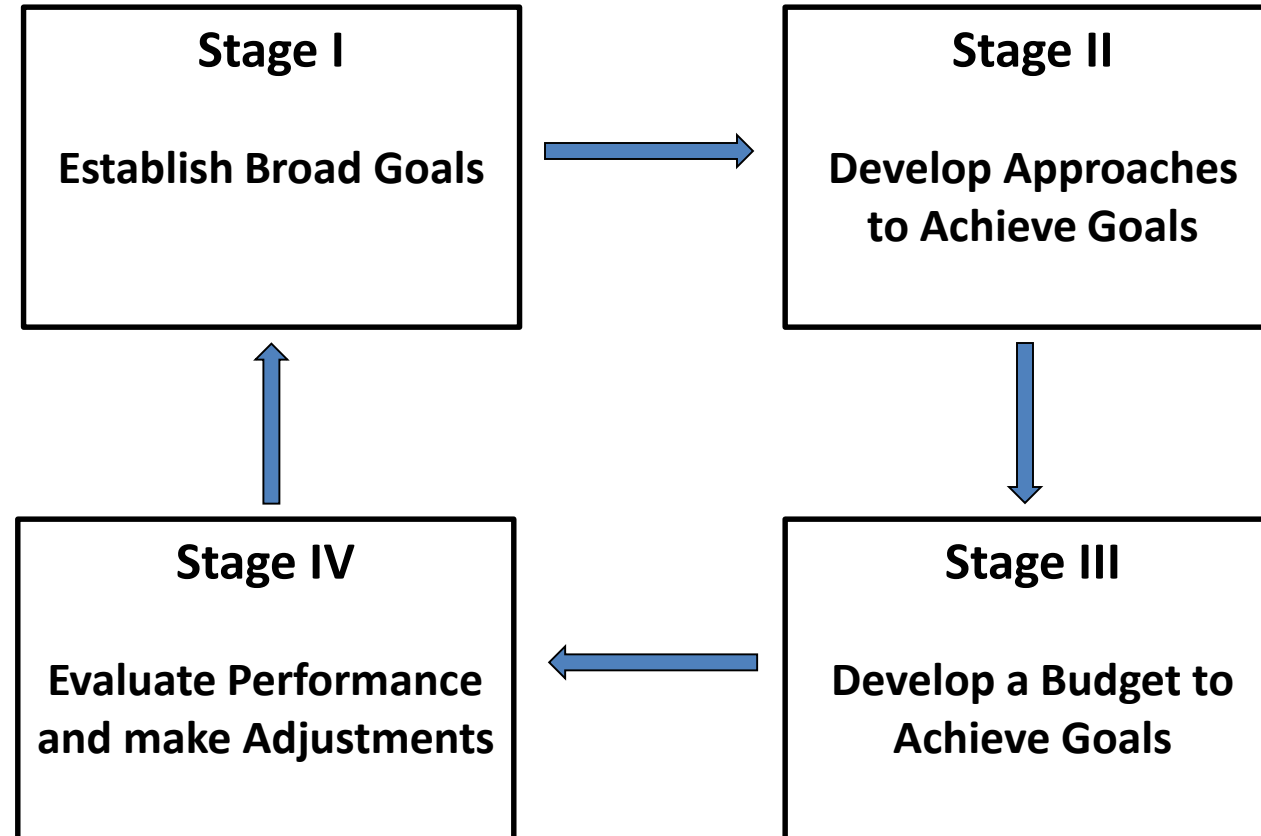 Stage I
Establish Broad Goals
Stage II
Develop Approaches
to Achieve Goals
Stage III
Develop a Budget to
Achieve Goals
Stage IV
Evaluate Performance
and make Adjustments